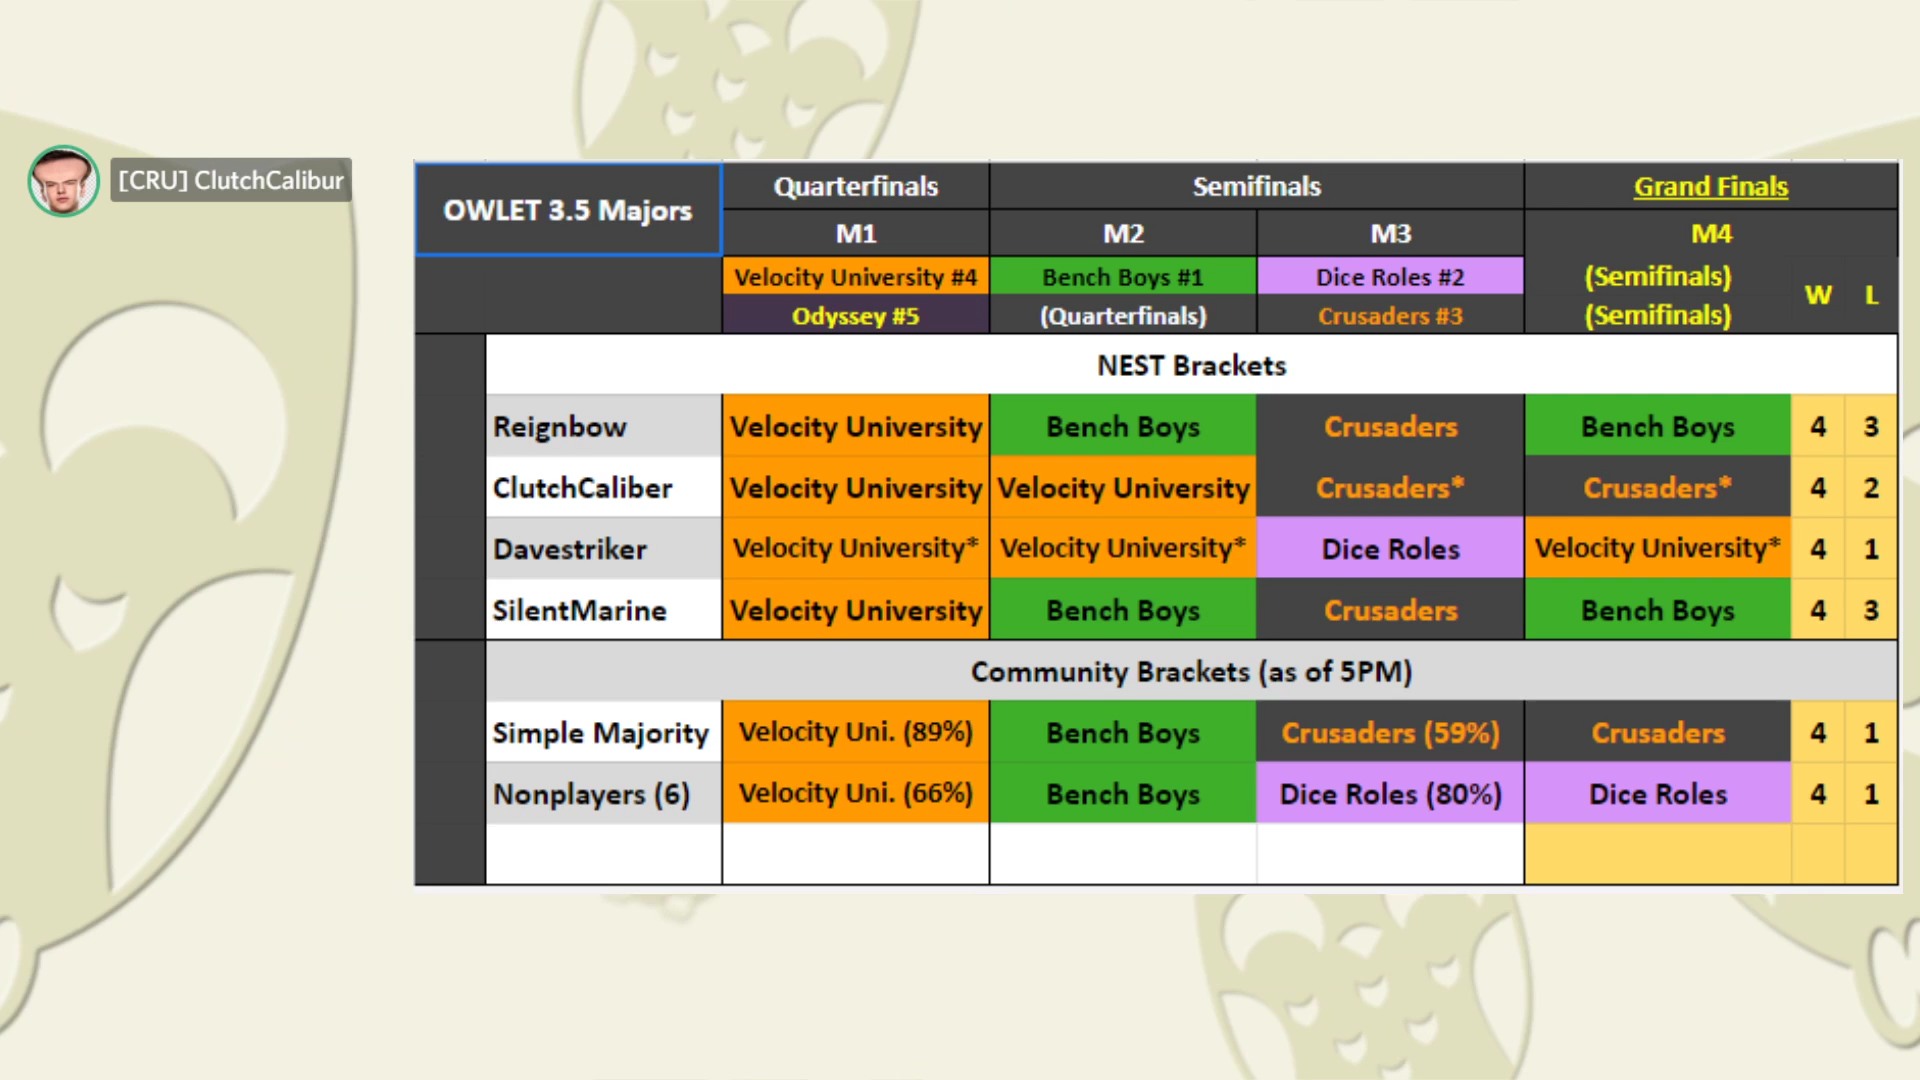 [CRU] ClutchCalibur
OWLET 3.5 Majors
Quarterfinals Semifinals Grand Finals
M1 M2 M3 M4
Velocity University #4 Bench Boys #1 Dice Roles #2 (Semifinals) W L
Odyssey #5 (Quarterfinals) Crusaders #3 (Semifinals)
NEST Brackets
Reignbow Velocity University Bench Boys Crusaders Bench Boys 4 3
ClutchCaliber Velocity University Velocity University Crusaders* Crusaders* 4 2
Davestriker Velocity University* Velocity University* Dice Roles Velocity University* 4 1
SilentMarine Velocity University Bench Boys Crusaders Bench Boys 4 3
Community Brackets (as of 5PM)
Simple Majority Velocity Uni. (89%) Bench Boys Crusaders (59%) Crusaders 4 1
Nonplayers (6) Velocity Uni. (66%) Bench Boys Dice Roles (80%) Dice Roles 4 1